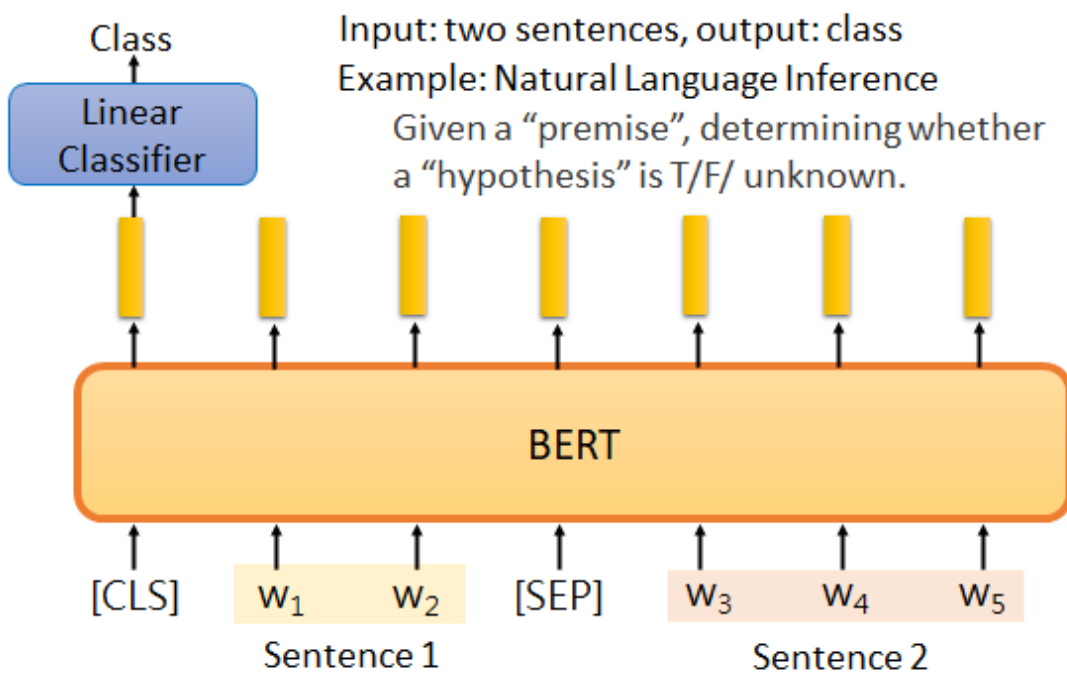 Class
Input: two sentences, output: class
Linear
Classifier
Example: Natural Language Inference
Given a “premise”, determining whether
a “hypothesis” is T/F/ unknown.
BERT
[CLS] w₁ w₂ [SEP] w₃ w₄ w₅
Sentence 1 Sentence 2